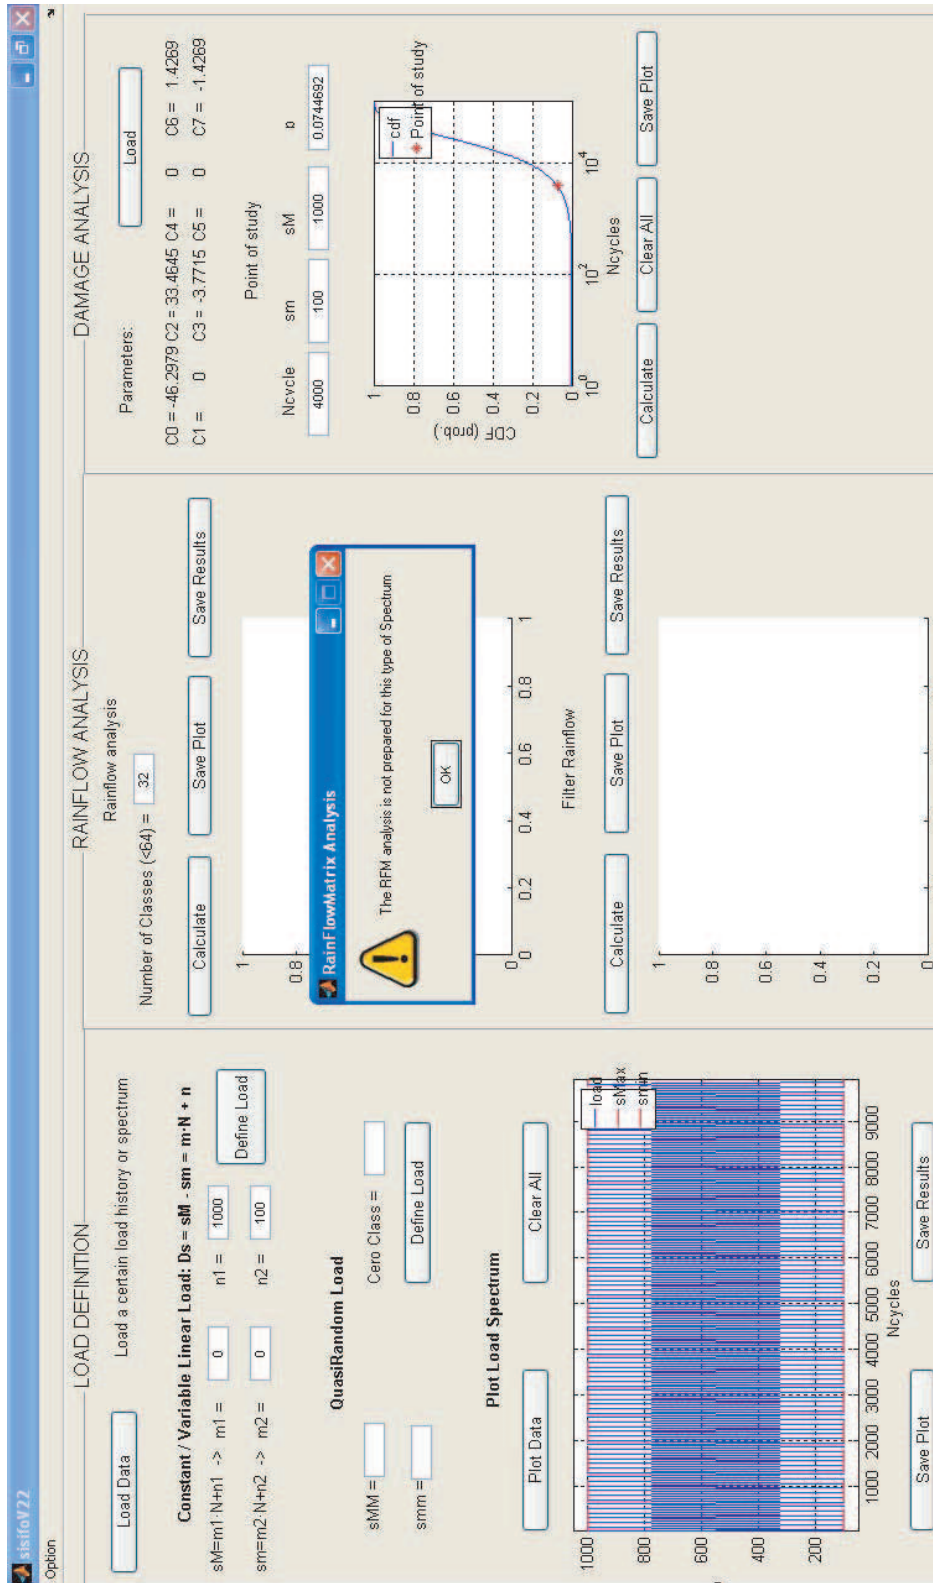 sisifoV22
Option
LOAD DEFINITION
Load Data
Load a certain load history or spectrum
Constant / Variable Linear Load: Ds = sM - sm = m·N + n
sM=m1·N+n1 -> m1 = 0 n1 = 1000
sm=m2·N+n2 -> m2 = 0 n2 = 100
Define Load
QuasiRandom Load
sMM =
Cero Class =
smm =
Define Load
Plot Load Spectrum
Plot Data
Clear All
1000
800
600
400
200
load
sMax
smin
1000 2000 3000 4000 5000 6000 7000 8000 9000
Ncycles
Save Plot
Save Results
RAINFLOW ANALYSIS
Rainflow analysis
Number of Classes (<64) = 32
Calculate
Save Plot
Save Results
1
0.8
0
0 0.2 0.4 0.6 0.8 1
RainFlowMatrix Analysis
The RFM analysis is not prepared for this type of Spectrum
OK
Filter Rainflow
Calculate
Save Plot
Save Results
1
0.8
0.6
0.4
0.2
0
DAMAGE ANALYSIS
Parameters:
Load
C0 = -46.2979 C2 = 33.4645 C4 = 0 C6 = 1.4269
C1 = 0 C3 = -3.7715 C5 = 0 C7 = -1.4269
Point of study
Ncycle sm sM p
4000 100 1000 0.0744692
1
0.8
0.6
0.4
0.2
0
CDF (prob.)
cdf
Point of study
10^0 10^2 10^4
Ncycles
Calculate
Clear All
Save Plot